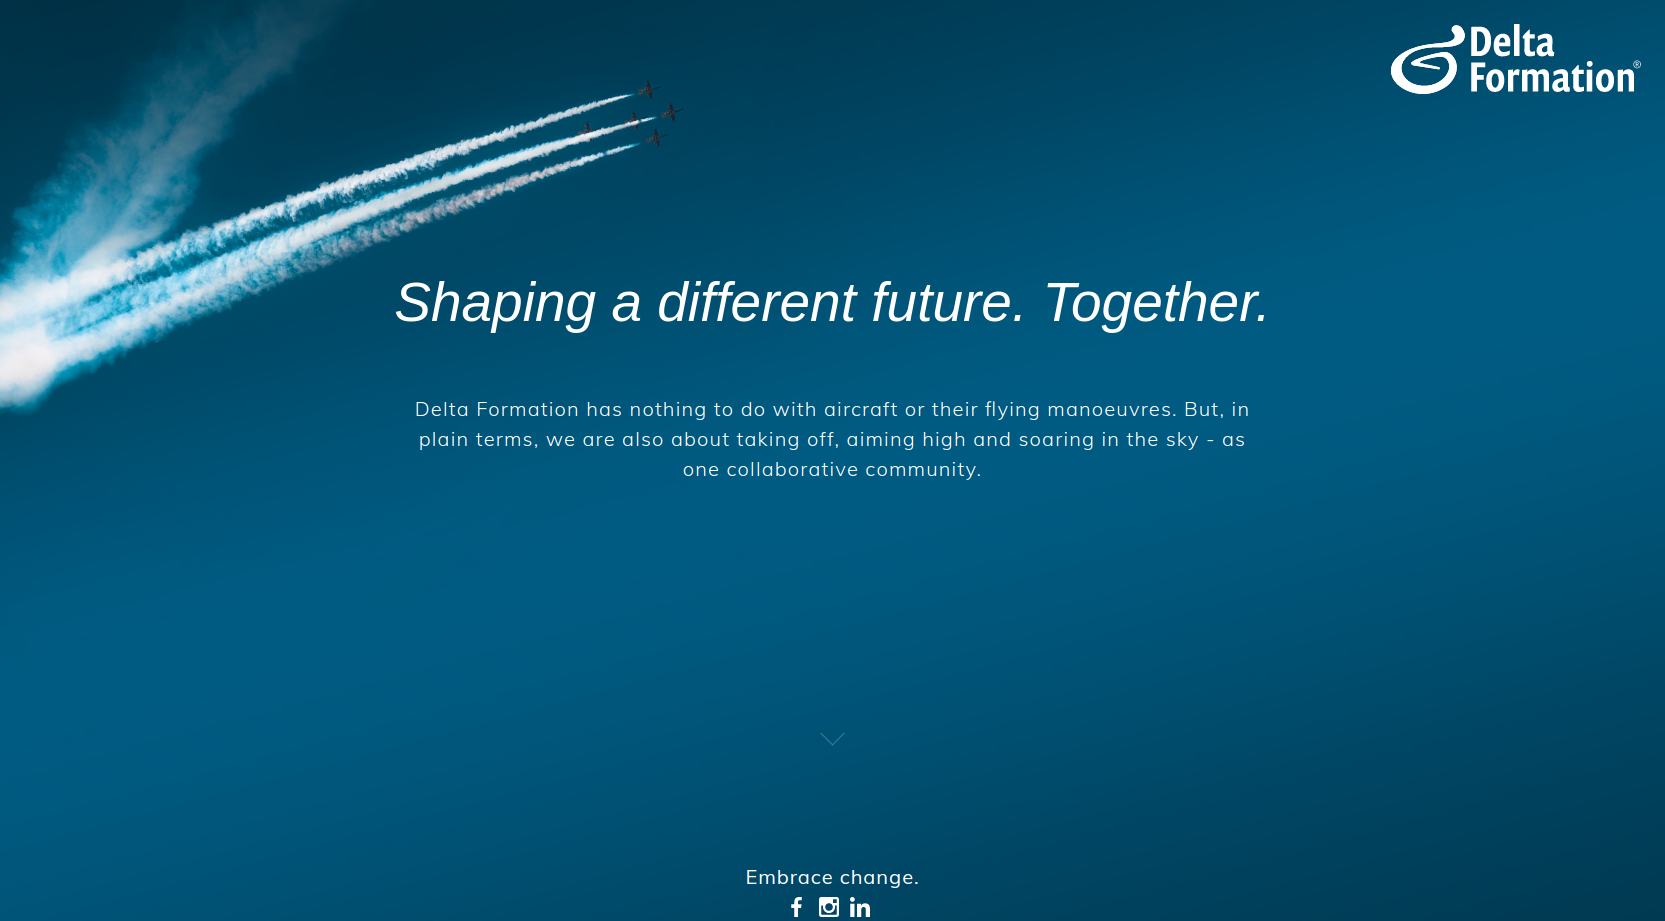 Delta
Formation®
Shaping a different future. Together.
Delta Formation has nothing to do with aircraft or their flying manoeuvres. But, in
plain terms, we are also about taking off, aiming high and soaring in the sky - as
one collaborative community.
Embrace change.